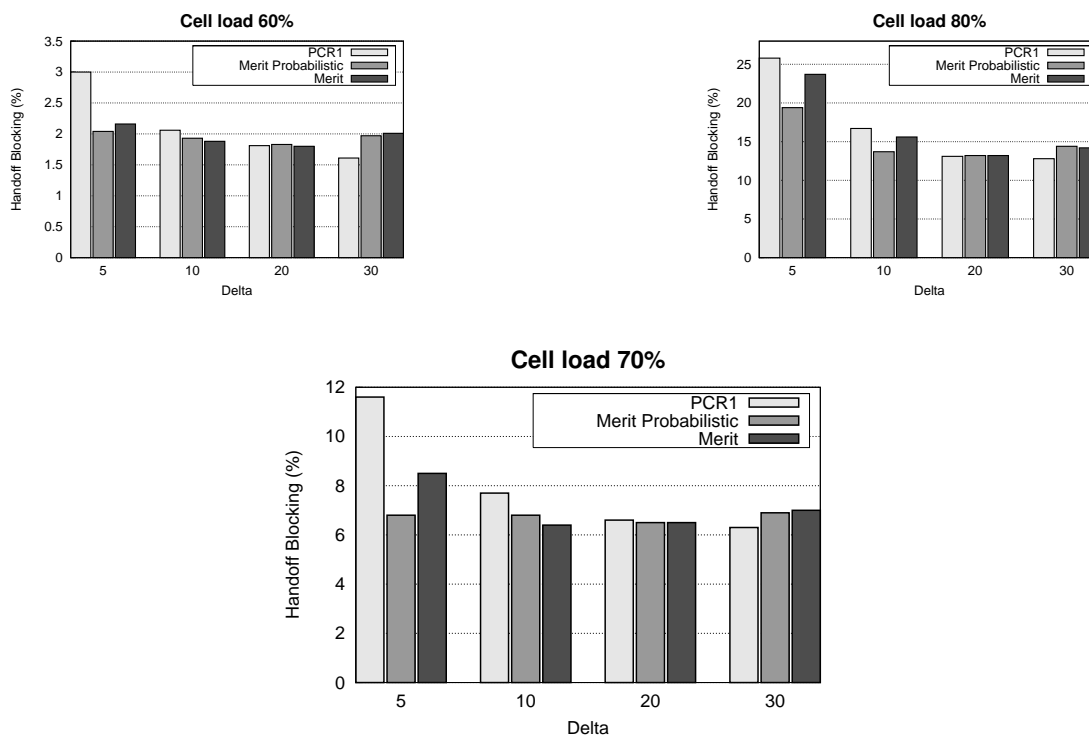 Cell load 60%
Handoff Blocking (%)
3.5
3
2.5
2
1.5
1
0.5
0
PCR1
Merit Probabilistic
Merit
5 10 20 30
Delta
Cell load 80%
Handoff Blocking (%)
25
20
15
10
5
0
PCR1
Merit Probabilistic
Merit
5 10 20 30
Delta
Cell load 70%
Handoff Blocking (%)
12
10
8
6
4
2
0
PCR1
Merit Probabilistic
Merit
5 10 20 30
Delta